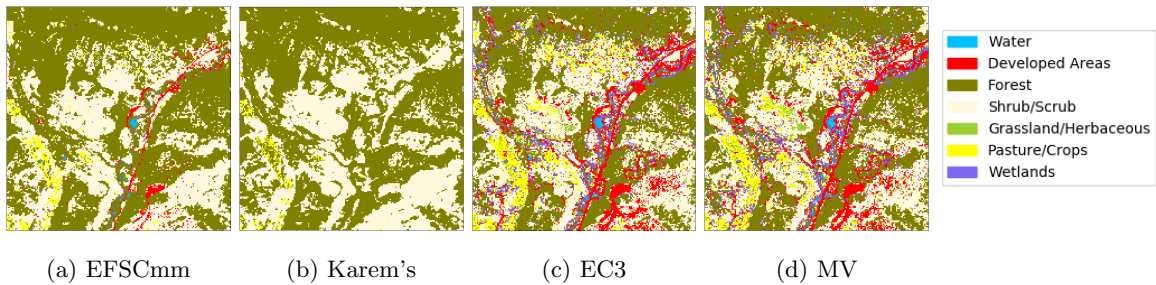 Water
Developed Areas
Forest
Shrub/Scrub
Grassland/Herbaceous
Pasture/Crops
Wetlands
(a) EFSCmm
(b) Karem's
(c) EC3
(d) MV